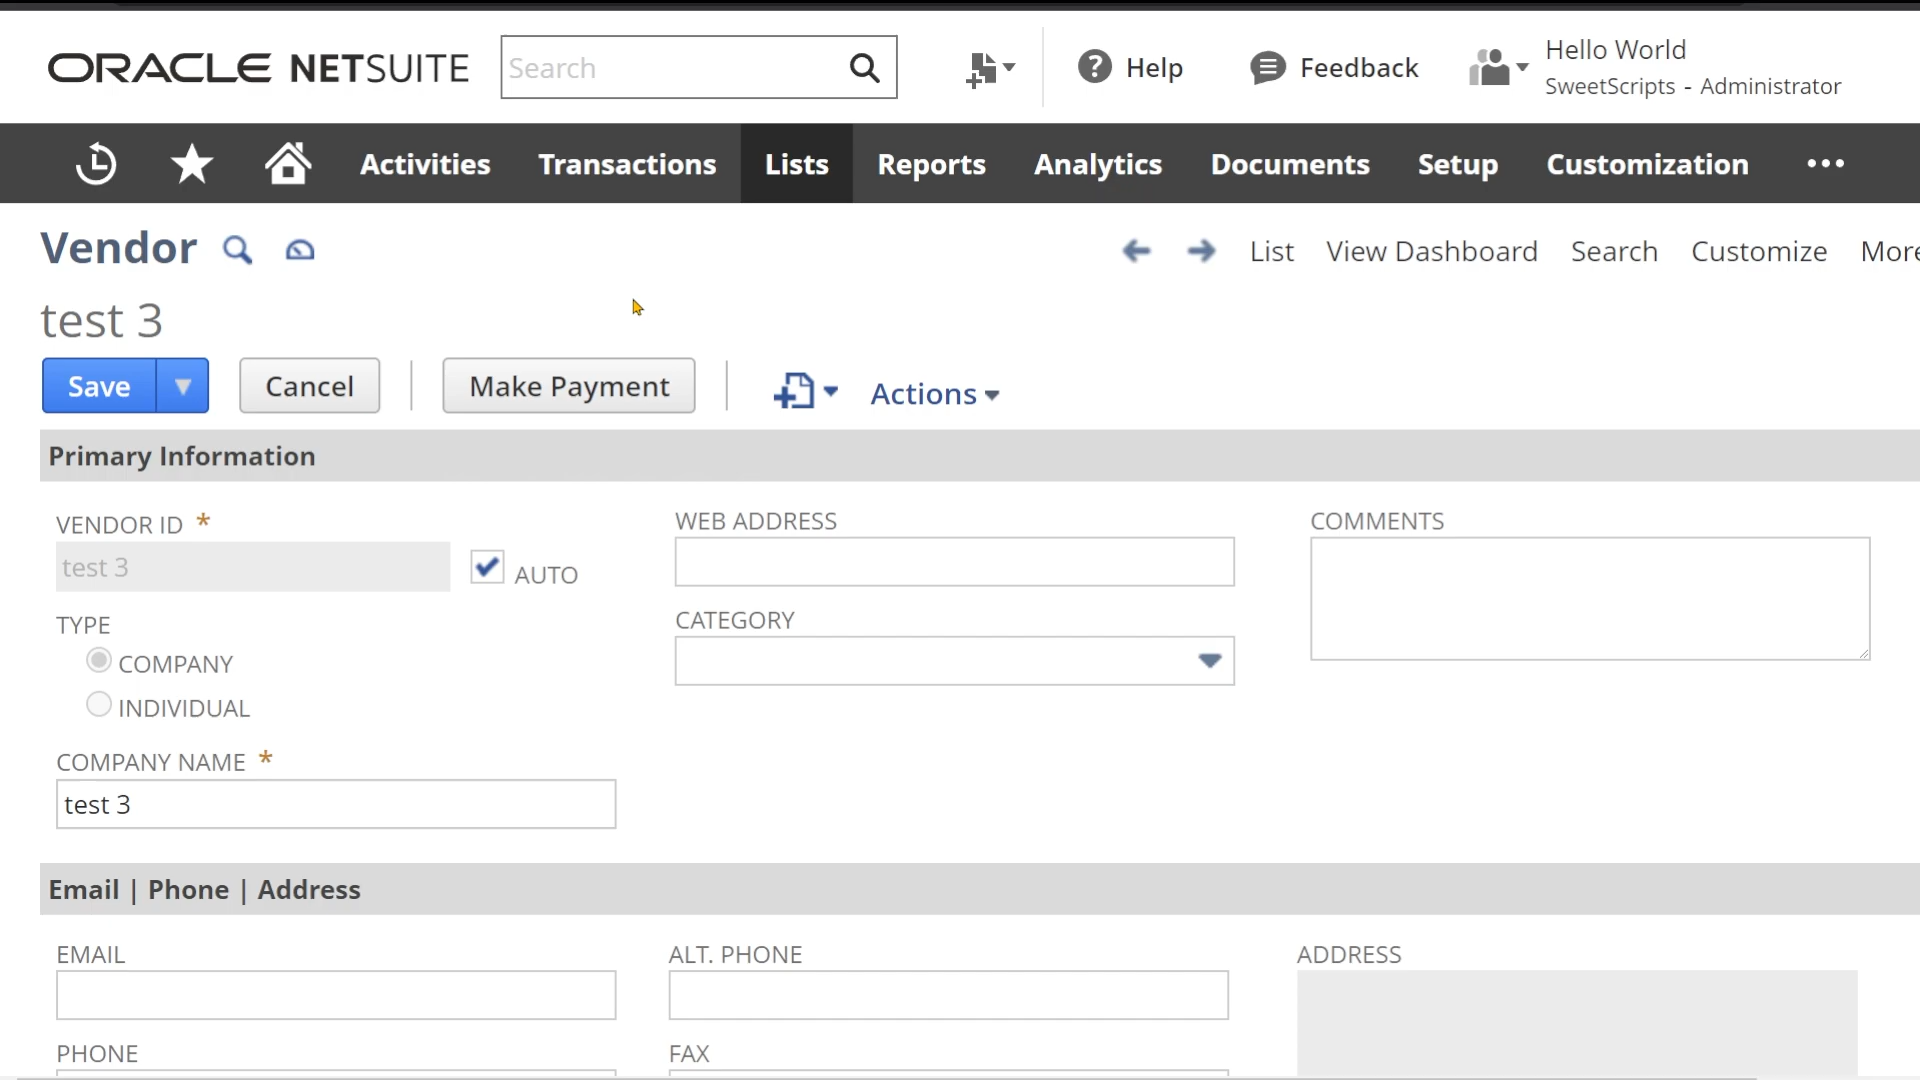 ORACLE NETSUITE
Search
Help
Feedback
Hello World
SweetScripts - Administrator
Activities
Transactions
Lists
Reports
Analytics
Documents
Setup
Customization
Vendor
List
View Dashboard
Search
Customize
More
test 3
Save
Cancel
Make Payment
Actions
Primary Information
VENDOR ID *
test 3
AUTO
TYPE
COMPANY
INDIVIDUAL
COMPANY NAME *
test 3
WEB ADDRESS
CATEGORY
COMMENTS
Email | Phone | Address
EMAIL
ALT. PHONE
ADDRESS
PHONE
FAX